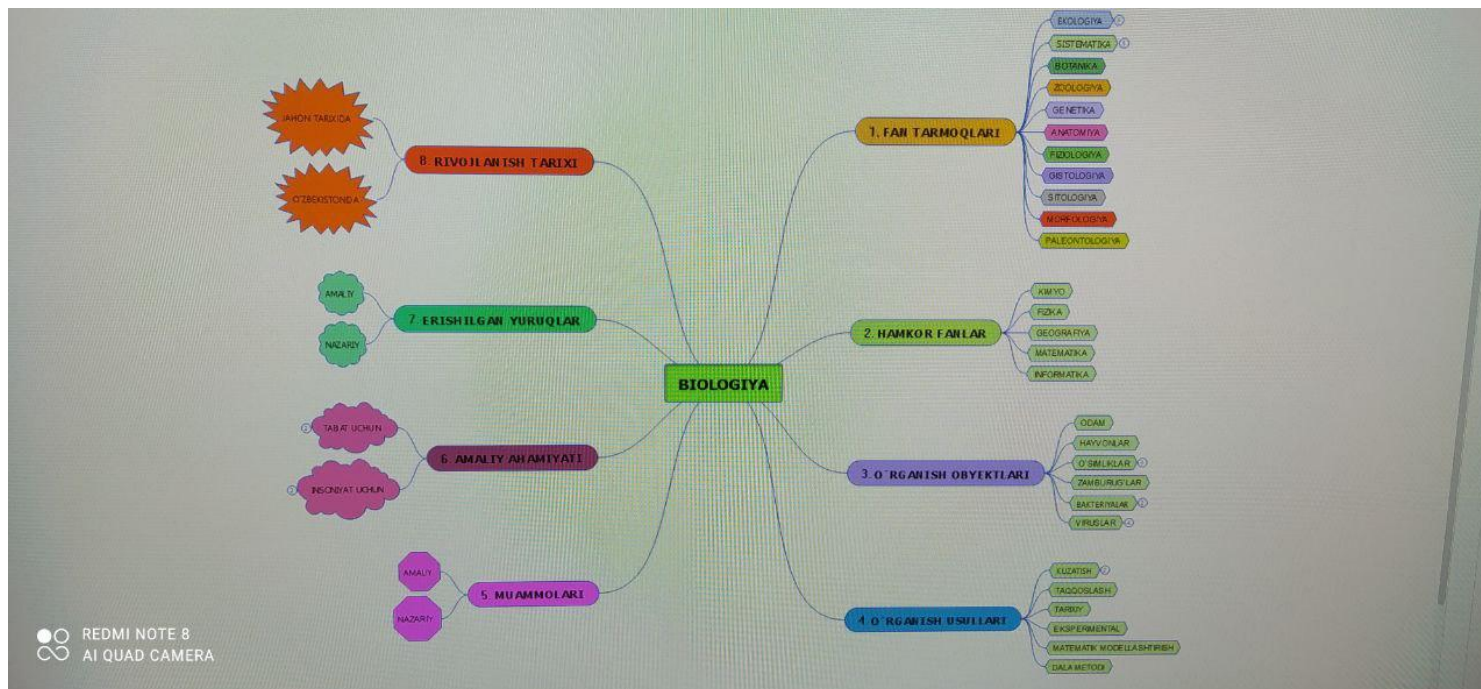 BIOLOGIYA
1. FAN TARMOQLARI
EKOLOGIYA
SISTEMATIKA
BOTANIKA
ZOOLOGIYA
GENETIKA
ANATOMIYA
FIZIOLOGIYA
GISTOLOGIYA
SITOLOGIYA
MORFOLOGIYA
PALEONTOLOGIYA
2. HAMKOR FANLAR
KIMYO
FIZIKA
GEOGRAFIYA
MATEMATIKA
INFORMATIKA
3. O`RGANISH OBYEKTLARI
ODAM
HAYVONLAR
O'SIMLIKLAR
ZAMBURUG'LAR
BAKTERIYALAR
VIRUSLAR
4. O`RGANISH USULLARI
KUZATISH
TAQQOSLASH
TARIXIY
EKSPERIMENTAL
MATEMATIK MODELLASHTIRISH
DALA METODI
5. MUAMMOLARI
AMALIY
NAZARIY
6. AMALIY AHAMIYATI
TABIAT UCHUN
INSONIYAT UCHUN
7. ERISHILGAN YURUQLAR
AMALIY
NAZARIY
8. RIVOJLANISH TARIXI
JAHON TARIXIDA
O'ZBEKISTONDA
REDMI NOTE 8
AI QUAD CAMERA